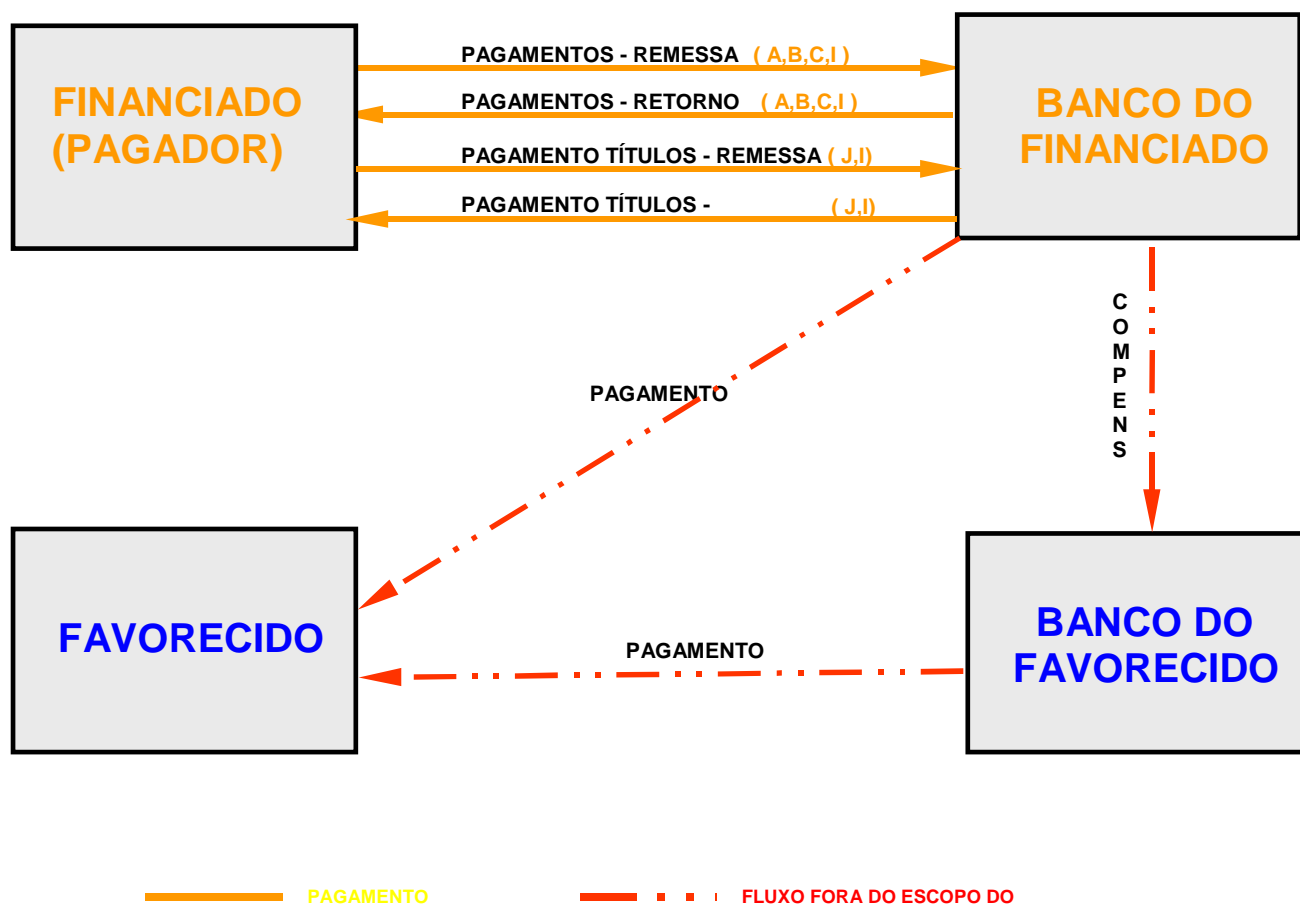 PAGAMENTOS - REMESSA ( A,B,C,I )
FINANCIADO
(PAGADOR)
PAGAMENTOS - RETORNO ( A,B,C,I )
BANCO DO
FINANCIADO
PAGAMENTO TÍTULOS - REMESSA ( J,I)
PAGAMENTO TÍTULOS - ( J,I)
C
O
M
P
E
N
S
PAGAMENTO
FAVORECIDO
BANCO DO
FAVORECIDO
PAGAMENTO
PAGAMENTO
FLUXO FORA DO ESCOPO DO